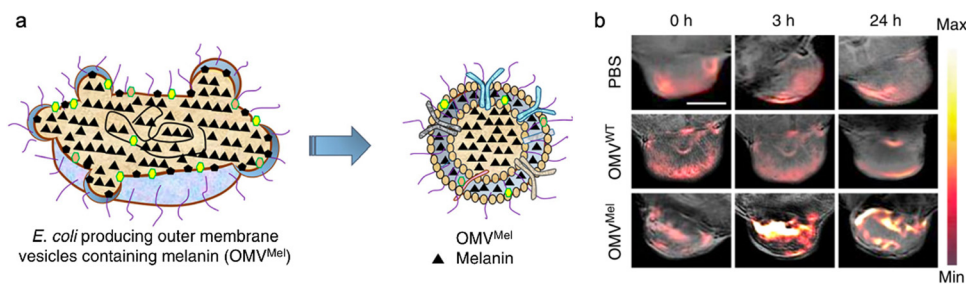 a
E. coli producing outer membrane
vesicles containing melanin (OMVMel)
OMVMel
▲ Melanin
b
0 h 3 h 24 h
PBS
OMVWT
OMVMel
Max
Min